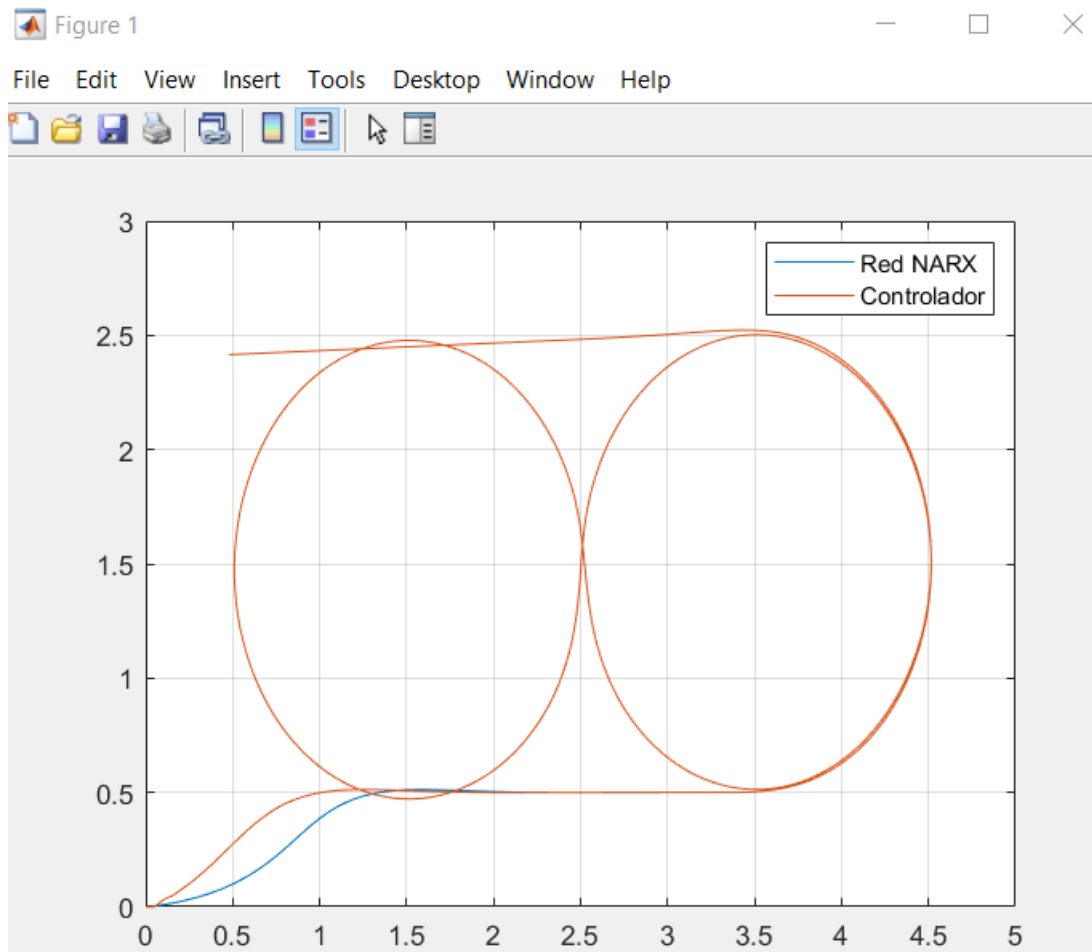 Figure 1
File Edit View Insert Tools Desktop Window Help
3
Red NARX
Controlador
2.5
2
1.5
1
0.5
0
0 0.5 1 1.5 2 2.5 3 3.5 4 4.5 5